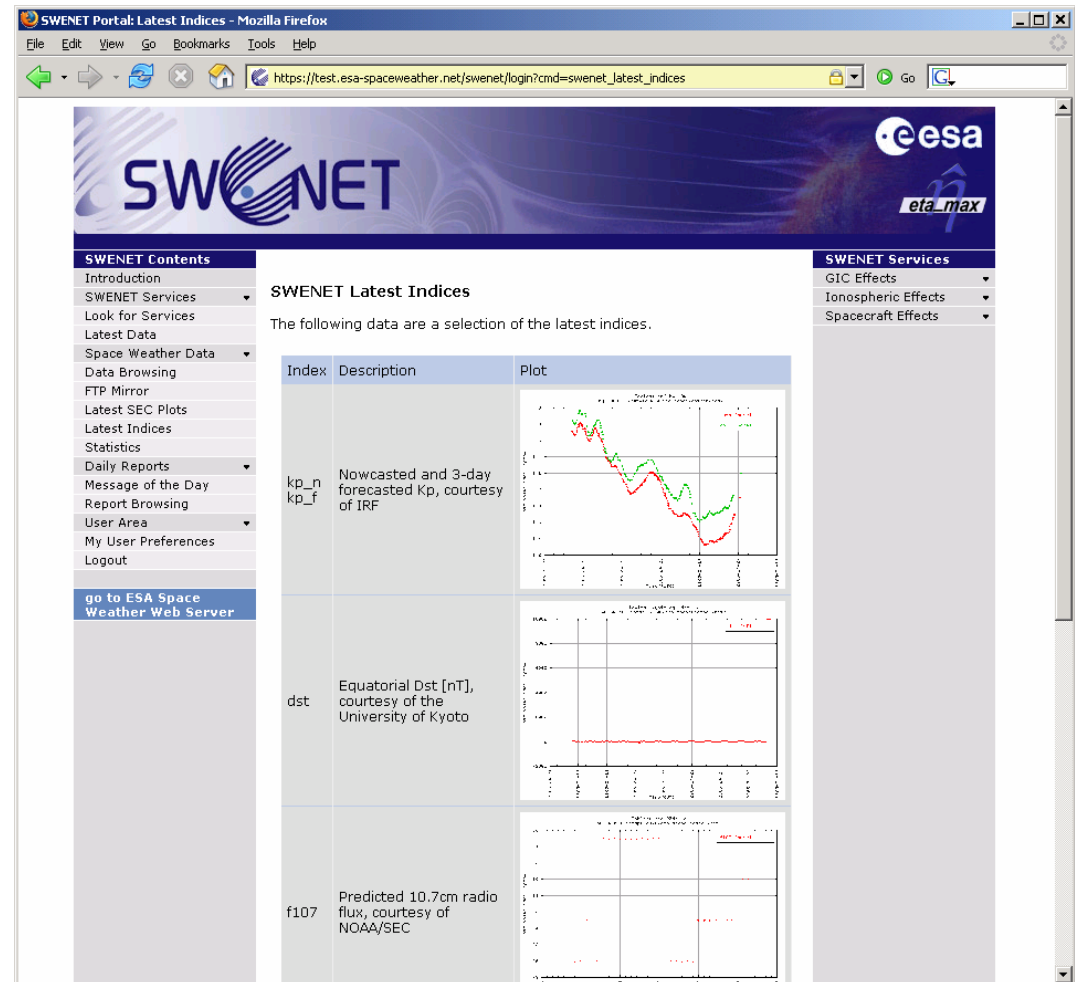 SWENET Portal: Latest Indices - Mozilla Firefox
File Edit View Go Bookmarks Tools Help
https://test.esa-spaceweather.net/swenet/login?cmd=swenet_latest_indices
Go
G
SWENET
esa
eta_max
SWENET Contents
Introduction
SWENET Services
Look for Services
Latest Data
Space Weather Data
Data Browsing
FTP Mirror
Latest SEC Plots
Latest Indices
Statistics
Daily Reports
Message of the Day
Report Browsing
User Area
My User Preferences
Logout
go to ESA Space
Weather Web Server
SWENET Latest Indices
The following data are a selection of the latest indices.
Index Description Plot
kp_n
kp_f
Nowcasted and 3-day
forecasted Kp, courtesy
of IRF
dst
Equatorial Dst [nT],
courtesy of the
University of Kyoto
f107
Predicted 10.7cm radio
flux, courtesy of
NOAA/SEC
SWENET Services
GIC Effects
Ionospheric Effects
Spacecraft Effects